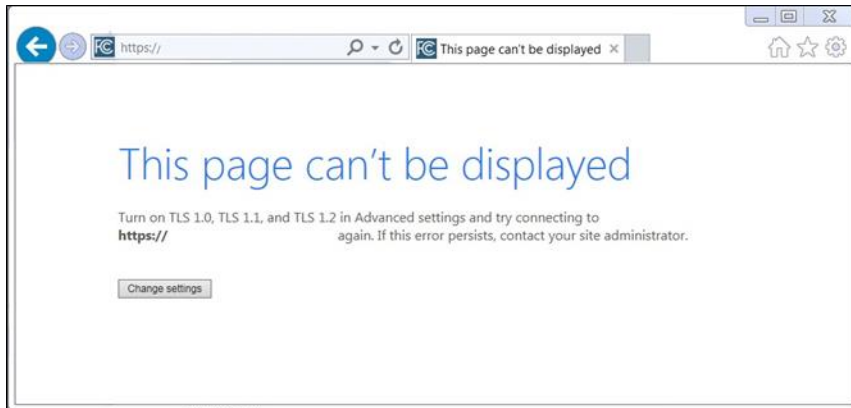 FC https:// FC This page can't be displayed ×
This page can't be displayed
Turn on TLS 1.0, TLS 1.1, and TLS 1.2 in Advanced settings and try connecting to
https:// again. If this error persists, contact your site administrator.
Change settings